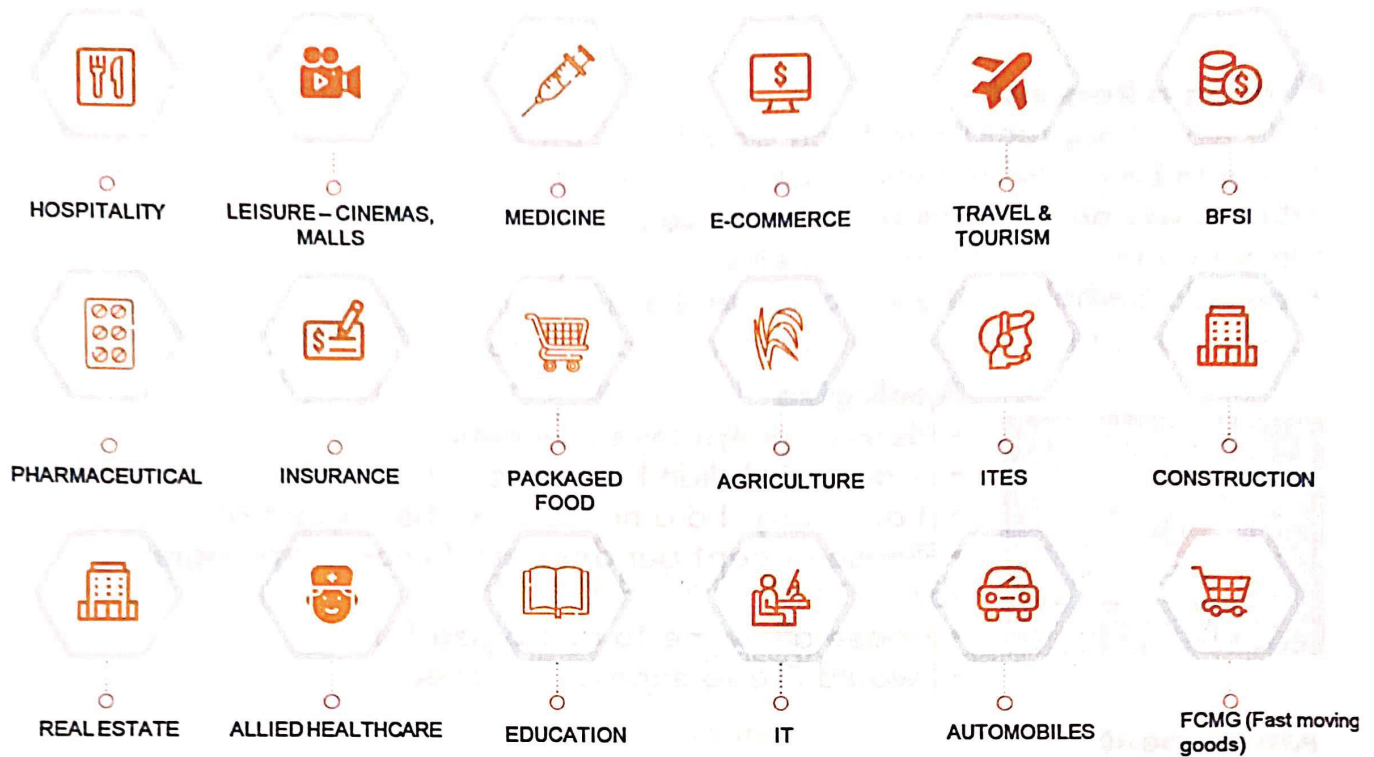 HOSPITALITY
LEISURE – CINEMAS,
MALLS
MEDICINE
E-COMMERCE
TRAVEL &
TOURISM
BFSI
PHARMACEUTICAL
INSURANCE
PACKAGED
FOOD
AGRICULTURE
ITES
CONSTRUCTION
REAL ESTATE
ALLIED HEALTHCARE
EDUCATION
IT
AUTOMOBILES
FCMG (Fast moving
goods)